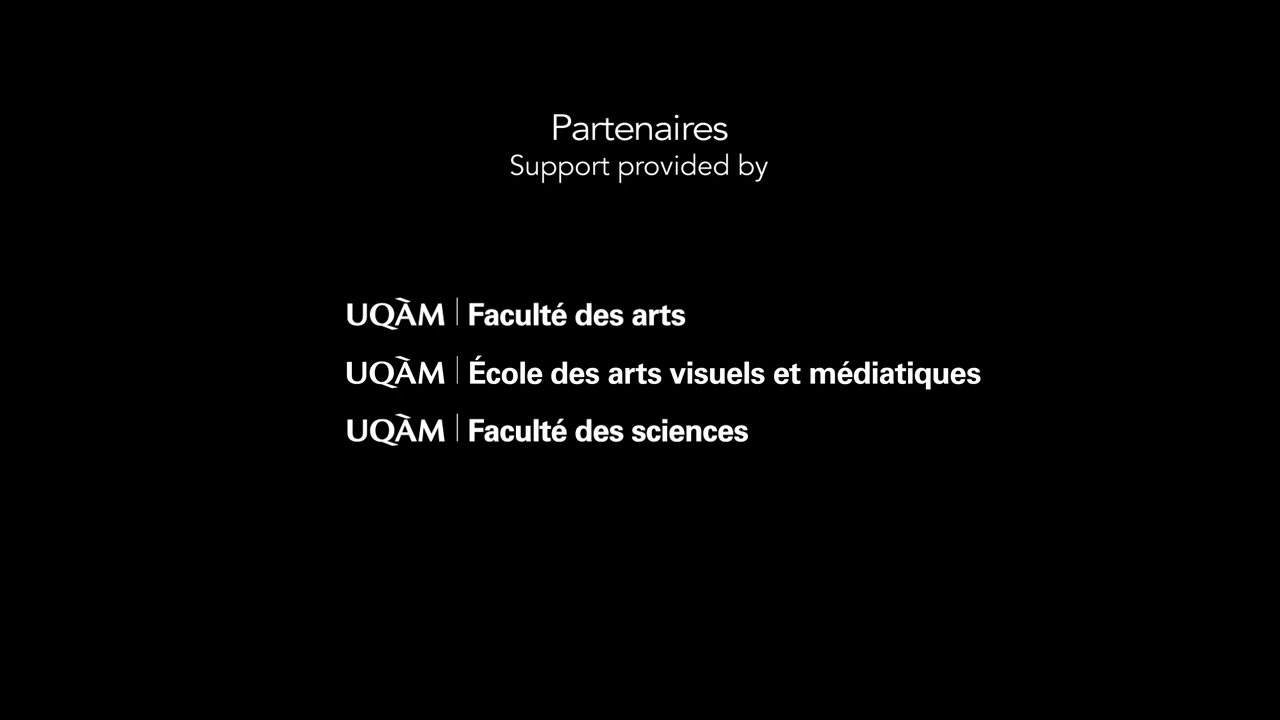 Partenaires
Support provided by
UQÀM | Faculté des arts
UQÀM | École des arts visuels et médiatiques
UQÀM | Faculté des sciences